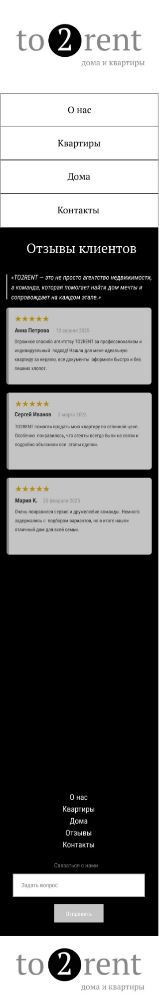 to2rent
дома и квартиры
О нас
Квартиры
Дома
Контакты
Отзывы клиентов
«TO2RENT — это не просто агентство недвижимости,
а команда, которая помогает найти дом мечты и
сопровождает на каждом этапе.»
★★★★★
Анна Петрова 12 апреля 2025
Огромное спасибо агентству TO2RENT за профессионализм и
индивидуальный подход! Нашли для меня идеальную
квартиру за неделю, все документы оформили быстро и без
лишних хлопот.
★★★★★
Сергей Иванов 2 марта 2025
TO2RENT помогли продать мою квартиру по отличной цене.
Особенно понравилось, что агенты всегда были на связи и
подробно объясняли все этапы сделки.
★★★★★
Мария К. 25 февраля 2025
Очень понравился сервис и дружелюбие команды. Немного
задержались с подбором вариантов, но в итоге нашли
отличный дом для всей семьи.
О нас
Квартиры
Дома
Отзывы
Контакты
Связаться с нами
Задать вопрос
Отправить
to2rent
дома и квартиры